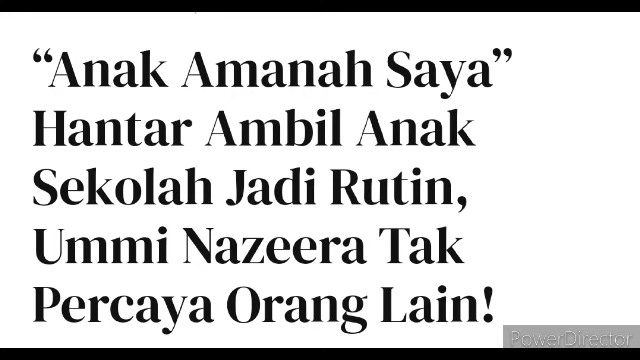 “Anak Amanah Saya”
Hantar Ambil Anak
Sekolah Jadi Rutin,
Ummi Nazeera Tak
Percaya Orang Lain!
PowerDirector